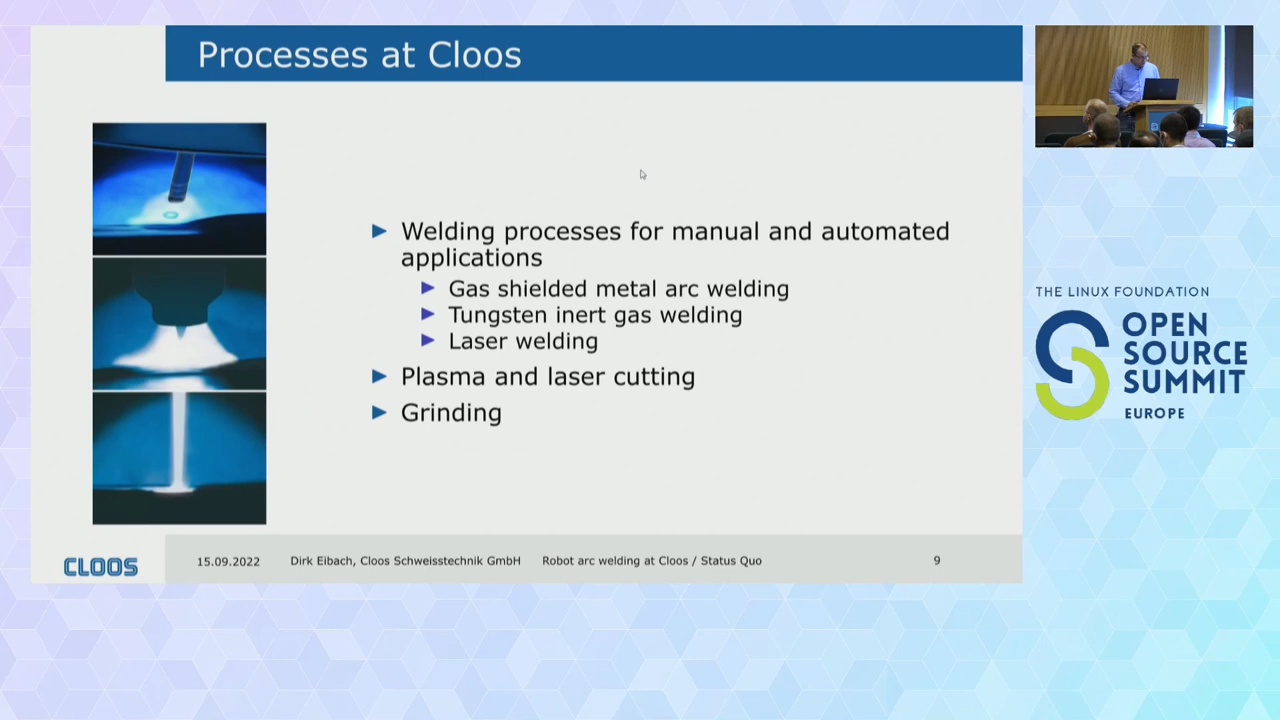 Processes at Cloos
Welding processes for manual and automated
applications
Gas shielded metal arc welding
Tungsten inert gas welding
Laser welding
Plasma and laser cutting
Grinding
CLOOS
15.09.2022 Dirk Eibach, Cloos Schweisstechnik GmbH Robot arc welding at Cloos / Status Quo 9
THE LINUX FOUNDATION
OPEN
SOURCE
SUMMIT
EUROPE